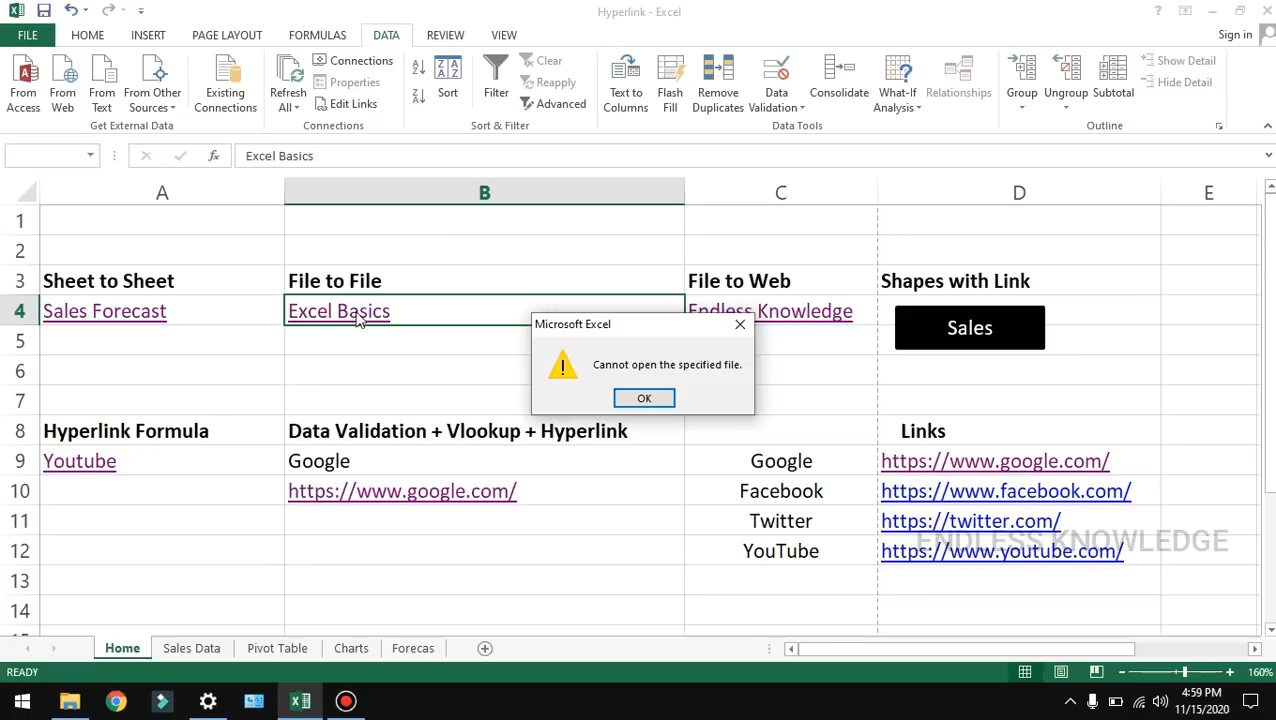 Hyperlink - Excel
FILE HOME INSERT PAGE LAYOUT FORMULAS DATA REVIEW VIEW Sign in
From Access
From Web
From Text
From Other Sources
Existing Connections
Refresh All
Connections
Properties
Edit Links
Sort
Filter
Clear
Reapply
Advanced
Text to Columns
Flash Fill
Remove Duplicates
Data Validation
Consolidate
What-If Analysis
Relationships
Group
Ungroup
Subtotal
Show Detail
Hide Detail
Get External Data Connections Sort & Filter Data Tools Outline
fx Excel Basics
A B C D E
1
2
3 Sheet to Sheet File to File File to Web Shapes with Link
4 Sales Forecast Excel Basics Endless Knowledge
Sales
Microsoft Excel
Cannot open the specified file.
OK
5
6
7
8 Hyperlink Formula Data Validation + Vlookup + Hyperlink Links
9 Youtube Google Google https://www.google.com/
10 https://www.google.com/ Facebook https://www.facebook.com/
11 Twitter https://twitter.com/
ENDLESS KNOWLEDGE
12 YouTube https://www.youtube.com/
13
14
Home Sales Data Pivot Table Charts Forecas
READY 160%
4:59 PM
11/15/2020